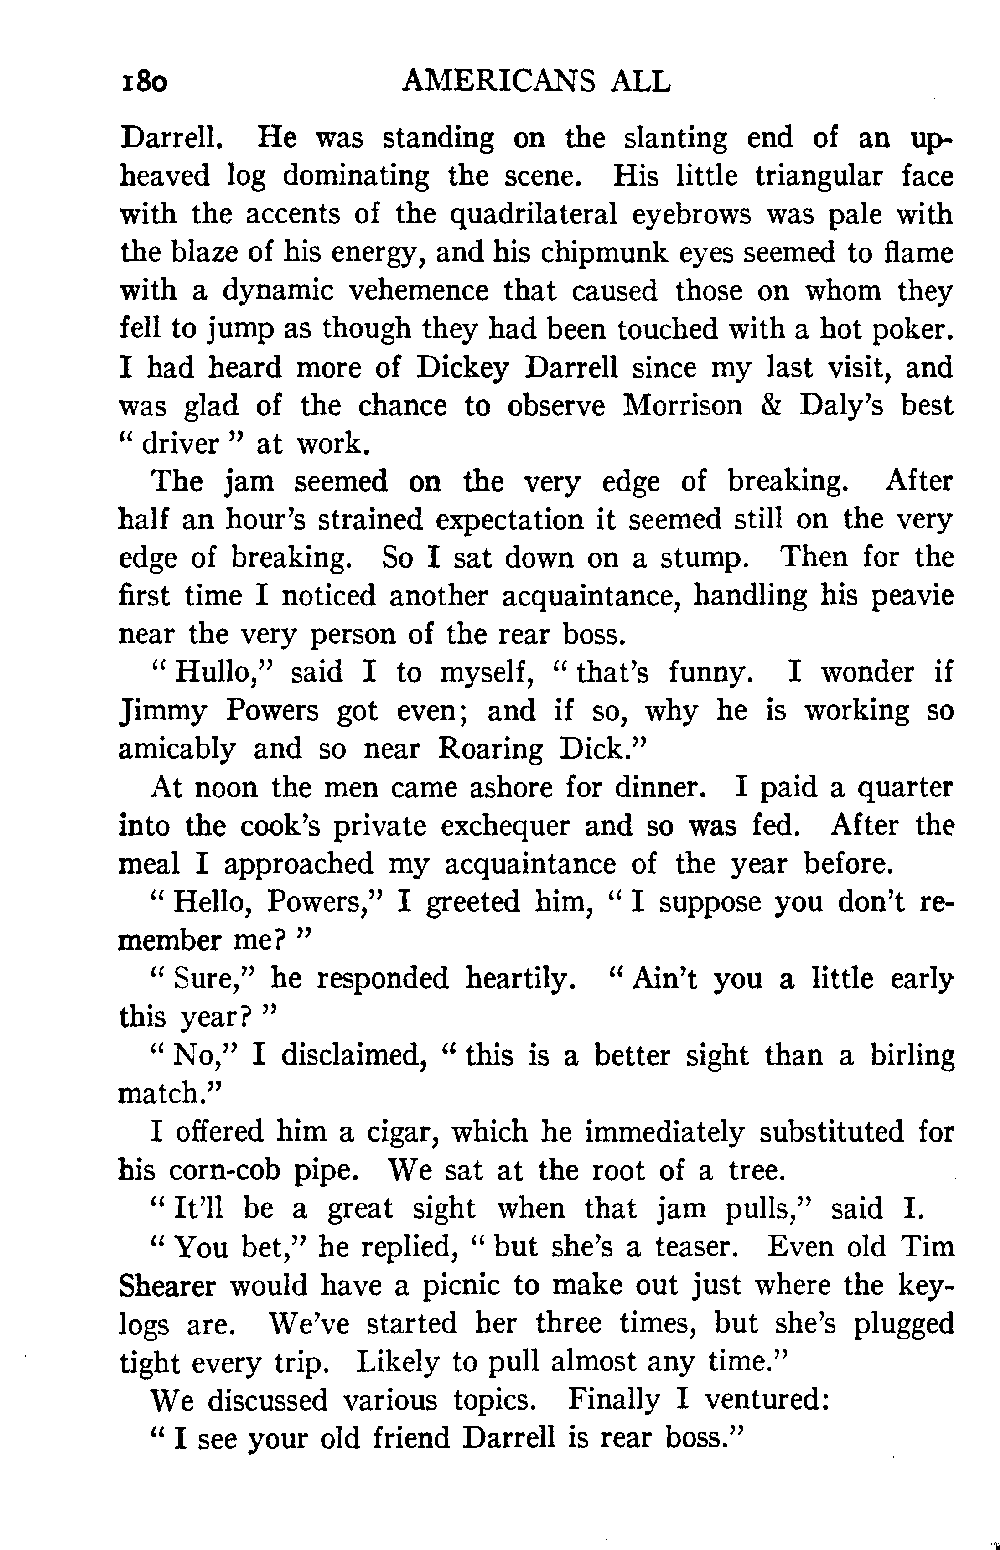 180 AMERICANS ALL
Darrell. He was standing on the slanting end of an up-
heaved log dominating the scene. His little triangular face
with the accents of the quadrilateral eyebrows was pale with
the blaze of his energy, and his chipmunk eyes seemed to flame
with a dynamic vehemence that caused those on whom they
fell to jump as though they had been touched with a hot poker.
I had heard more of Dickey Darrell since my last visit, and
was glad of the chance to observe Morrison & Daly's best
“ driver ” at work.
The jam seemed on the very edge of breaking. After
half an hour's strained expectation it seemed still on the very
edge of breaking. So I sat down on a stump. Then for the
first time I noticed another acquaintance, handling his peavie
near the very person of the rear boss.
“ Hullo,” said I to myself, “ that's funny. I wonder if
Jimmy Powers got even; and if so, why he is working so
amicably and so near Roaring Dick.”
At noon the men came ashore for dinner. I paid a quarter
into the cook's private exchequer and so was fed. After the
meal I approached my acquaintance of the year before.
“ Hello, Powers,” I greeted him, “ I suppose you don't re-
member me? ”
“ Sure,” he responded heartily. “ Ain't you a little early
this year? ”
“ No,” I disclaimed, “ this is a better sight than a birling
match.”
I offered him a cigar, which he immediately substituted for
his corn-cob pipe. We sat at the root of a tree.
“ It'll be a great sight when that jam pulls,” said I.
“ You bet,” he replied, “ but she's a teaser. Even old Tim
Shearer would have a picnic to make out just where the key-
logs are. We've started her three times, but she's plugged
tight every trip. Likely to pull almost any time.”
We discussed various topics. Finally I ventured:
“ I see your old friend Darrell is rear boss.”